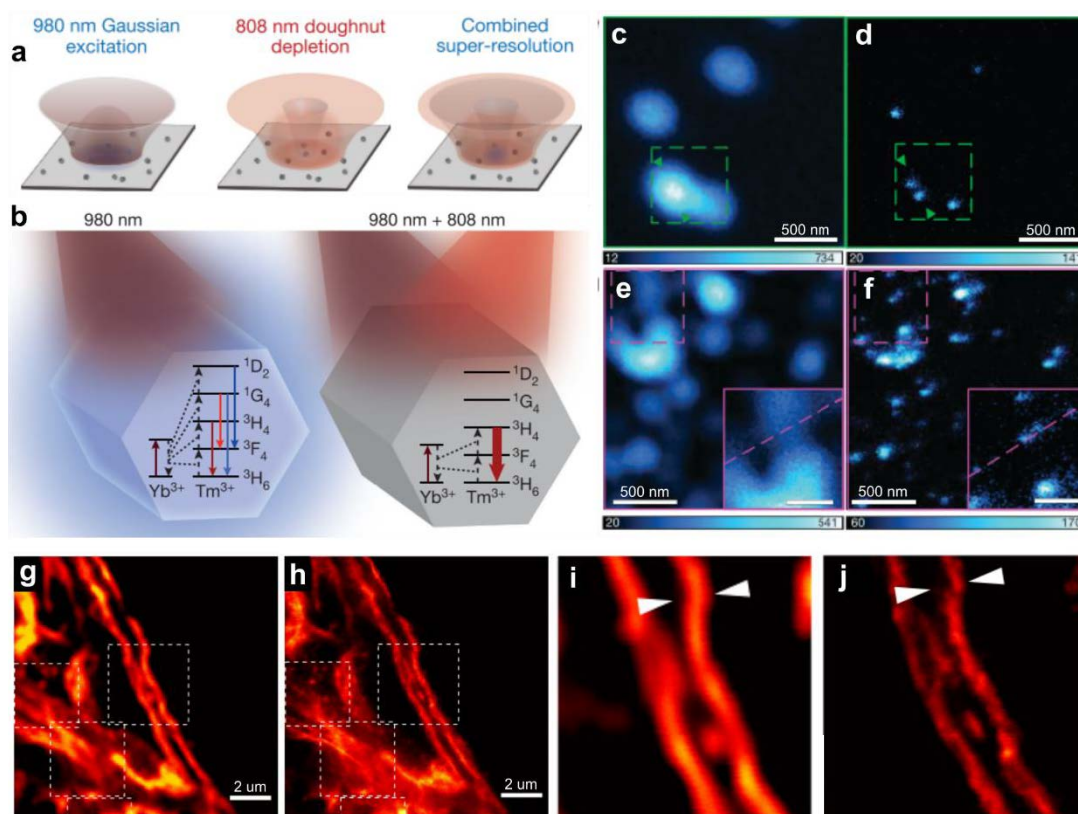 980 nm Gaussian
excitation
808 nm doughnut
depletion
Combined
super-resolution
a
b
980 nm
980 nm + 808 nm
¹D₂
¹G₄
³H₄
³F₄
³H₆
Yb³⁺
Tm³⁺
¹D₂
¹G₄
³H₄
³F₄
³H₆
Yb³⁺
Tm³⁺
c
500 nm
12
734
d
500 nm
20
141
e
500 nm
20
541
f
500 nm
60
170
g
2 um
h
2 um
i
j